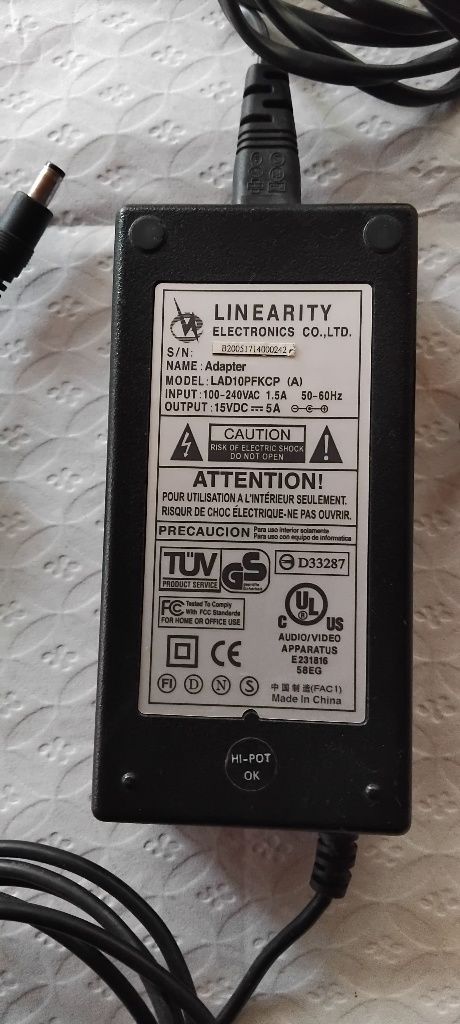 LINEARITY
ELECTRONICS CO.,LTD.
S/N: B20051714000242
NAME: Adapter
MODEL: LAD10PFKCP (A)
INPUT: 100-240VAC 1.5A 50-60Hz
OUTPUT: 15VDC 5A
CAUTION
RISK OF ELECTRIC SHOCK
DO NOT OPEN
ATTENTION!
POUR UTILISATION A L'INTÉRIEUR SEULEMENT.
RISQUR DE CHOC ÉLECTRIQUE-NE PAS OUVRIR.
PRECAUCION Para uso interior solamente
Para uso con equipo de informatica
TÜV
PRODUCT SERVICE
GS
D33287
FC Tested To Comply
With FCC Standards
FOR HOME OR OFFICE USE
C UL US
AUDIO/VIDEO
APPARATUS
E231816
58EG
CE
FI D N S
中国制造(FAC1)
Made In China
HI-POT
OK